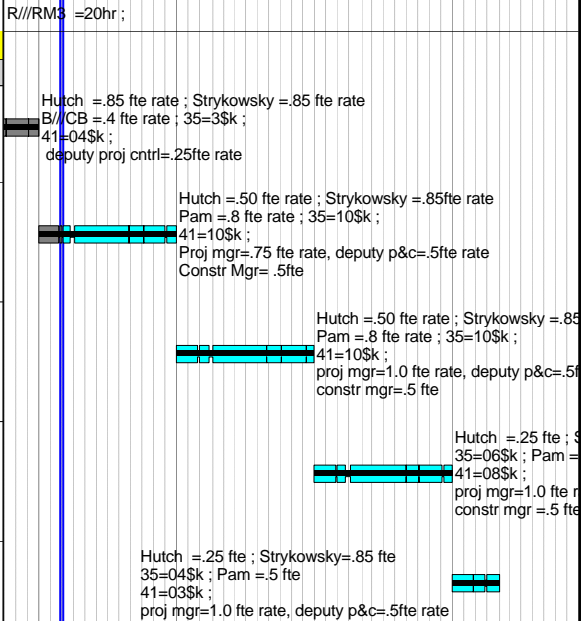 R///RM3 =20hr ;
Hutch =.85 fte rate ; Strykowsky =.85 fte rate
B///CB =.4 fte rate ; 35=3$k ;
41=04$k ;
deputy proj cntrl=.25fte rate
Hutch =.50 fte rate ; Strykowsky =.85fte rate
Pam =.8 fte rate ; 35=10$k ;
41=10$k ;
Proj mgr=.75 fte rate, deputy p&c=.5fte rate
Constr Mgr= .5fte
Hutch =.50 fte rate ; Strykowsky =.85
Pam =.8 fte rate ; 35=10$k ;
41=10$k ;
proj mgr=1.0 fte rate, deputy p&c=.5f
constr mgr=.5 fte
Hutch =.25 fte ; S
35=06$k ; Pam =
41=08$k ;
proj mgr=1.0 fte r
constr mgr =.5 fte
Hutch =.25 fte ; Strykowsky=.85 fte
35=04$k ; Pam =.5 fte
41=03$k ;
proj mgr=1.0 fte rate, deputy p&c=.5fte rate